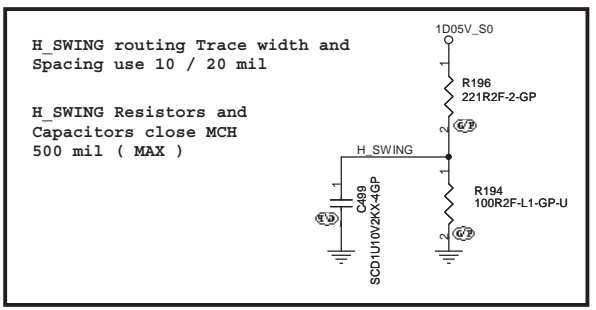 H_SWING routing Trace width and
Spacing use 10 / 20 mil
H_SWING Resistors and
Capacitors close MCH
500 mil ( MAX )
1D05V_S0
1
R196
221R2F-2-GP
2
G/P
H_SWING
1
C499
SCD1U10V2KX-4GP
1
R194
100R2F-L1-GP-U
2
G/P